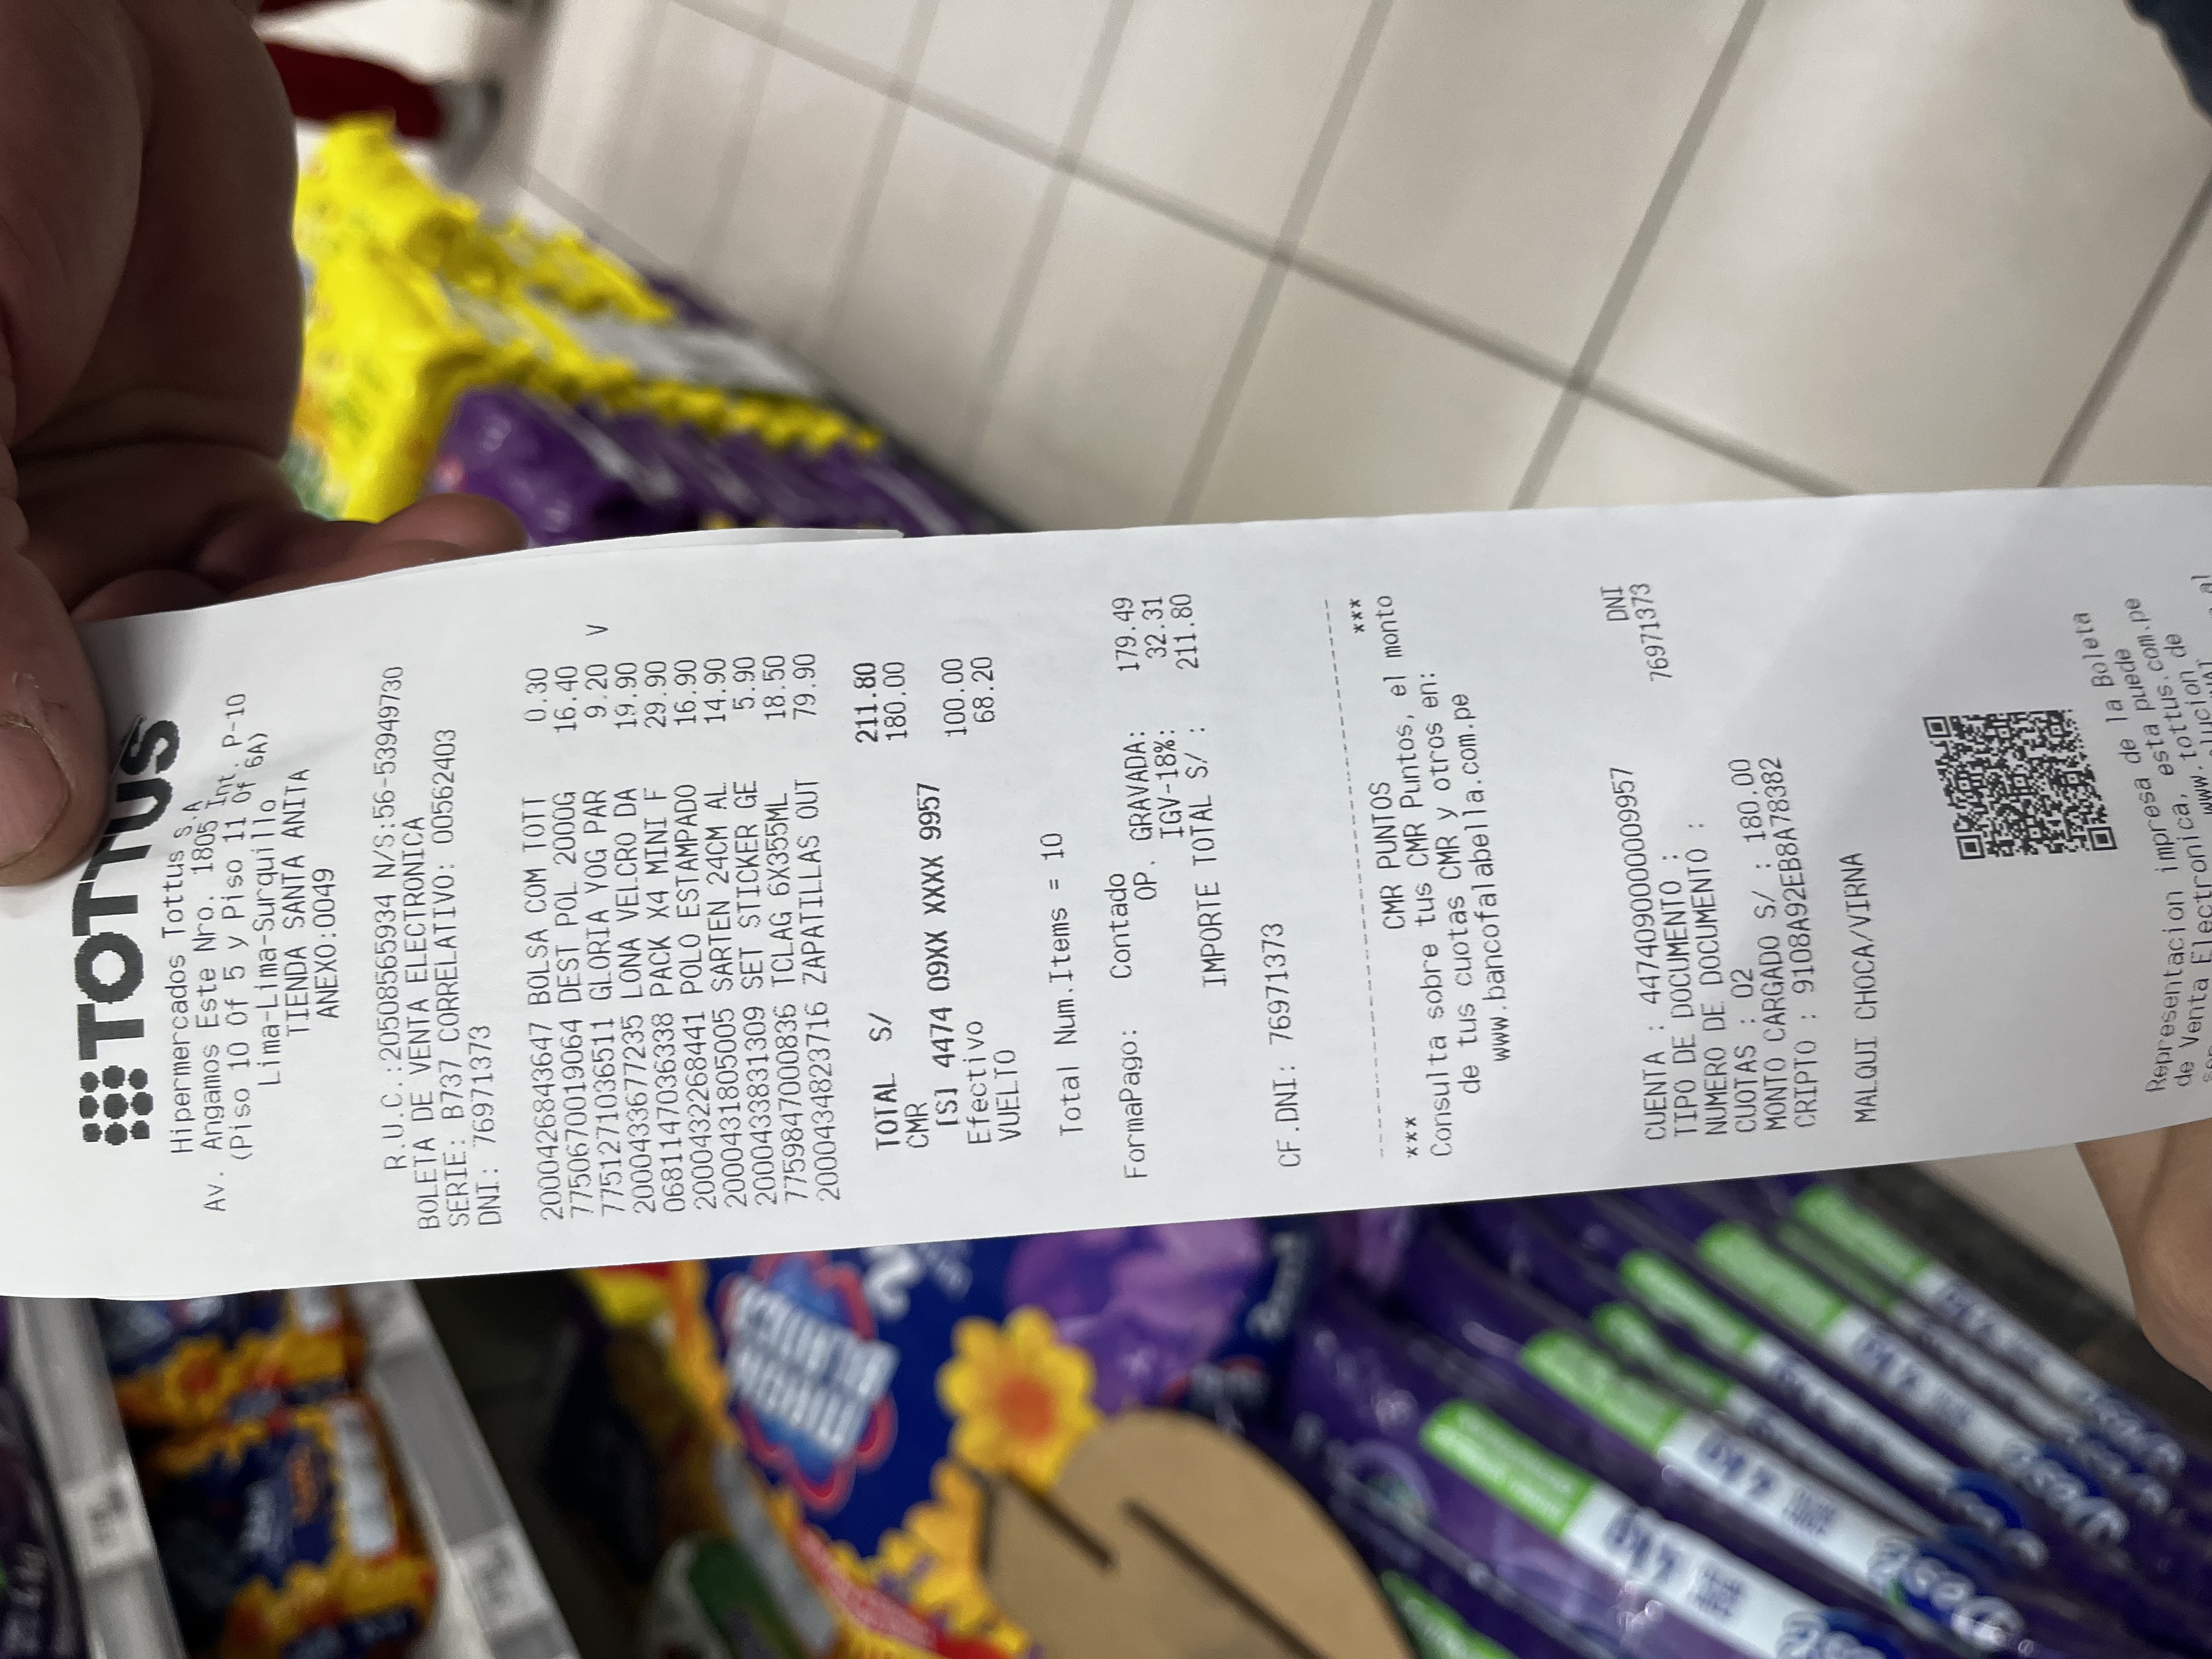 TOTTUS
Hipermercados Tottus S.A
Av. Angamos Este Nro. 1805 Int. P-10
(Piso 10 Of 5 y Piso 11 Of 6A)
Lima-Lima-Surquillo
TIENDA SANTA ANITA
ANEXO:0049
R.U.C.:20508565934 N/S:56-53949730
BOLETA DE VENTA ELECTRONICA
SERIE: B737 CORRELATIVO: 00562403
DNI: 76971373
2000426843647 BOLSA COM TOTT 0.30
7750670019064 DEST POL 2000G 16.40
7751271036511 GLORIA YOG PAR 9.20 V
2000433677235 LONA VELCRO DA 19.90
0681147036338 PACK X4 MINI F 29.90
2000432268441 POLO ESTAMPADO 16.90
2000431805005 SARTEN 24CM AL 14.90
2000433831309 SET STICKER GE 5.90
7759847000836 TCLAG 6X355ML 18.50
2000434823716 ZAPATILLAS OUT 79.90
TOTAL S/ 211.80
CMR 180.00
[S] 4474 09XX XXXX 9957
Efectivo 100.00
VUELTO 68.20
Total Num.Items = 10
FormaPago: Contado
OP. GRAVADA: 179.49
IGV-18%: 32.31
IMPORTE TOTAL S/ : 211.80
CF.DNI: 76971373
*** CMR PUNTOS ***
Consulta sobre tus CMR Puntos, el monto
de tus cuotas CMR y otros en:
www.bancofalabella.com.pe
CUENTA : 4474090000009957
TIPO DE DOCUMENTO : DNI
NUMERO DE DOCUMENTO : 76971373
CUOTAS : 02
MONTO CARGADO S/ : 180.00
CRIPTO : 9108A92EB8A78382
MALQUI CHOCA/VIRNA
Representacion impresa de la Boleta
de Venta Electronica, esta puede
www.tottus.com.pe
de
al
4 kg
4 kg